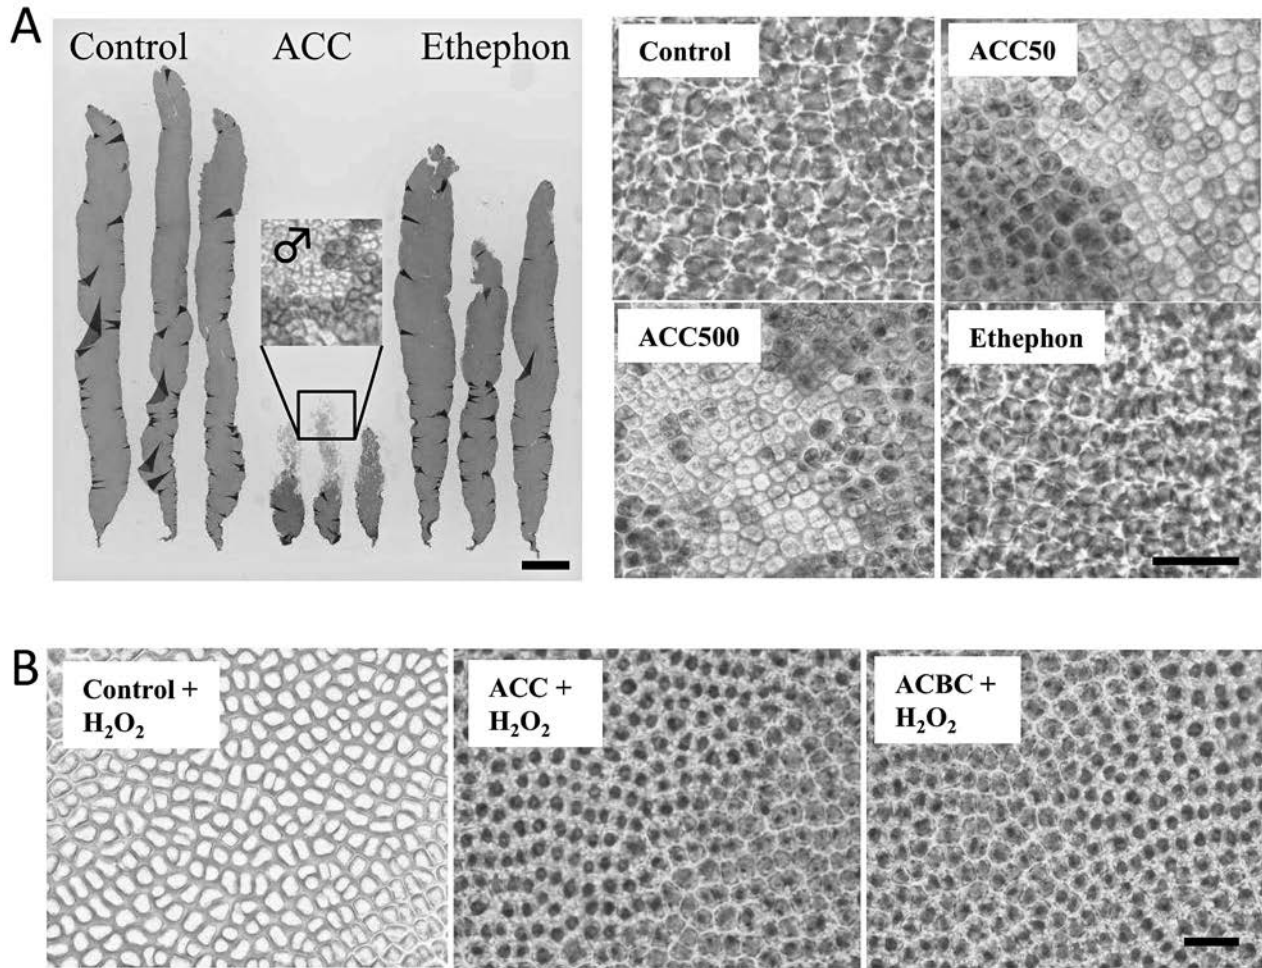 A
Control ACC Ethephon
♂
Control
ACC50
ACC500
Ethephon
B
Control +
H₂O₂
ACC +
H₂O₂
ACBC +
H₂O₂